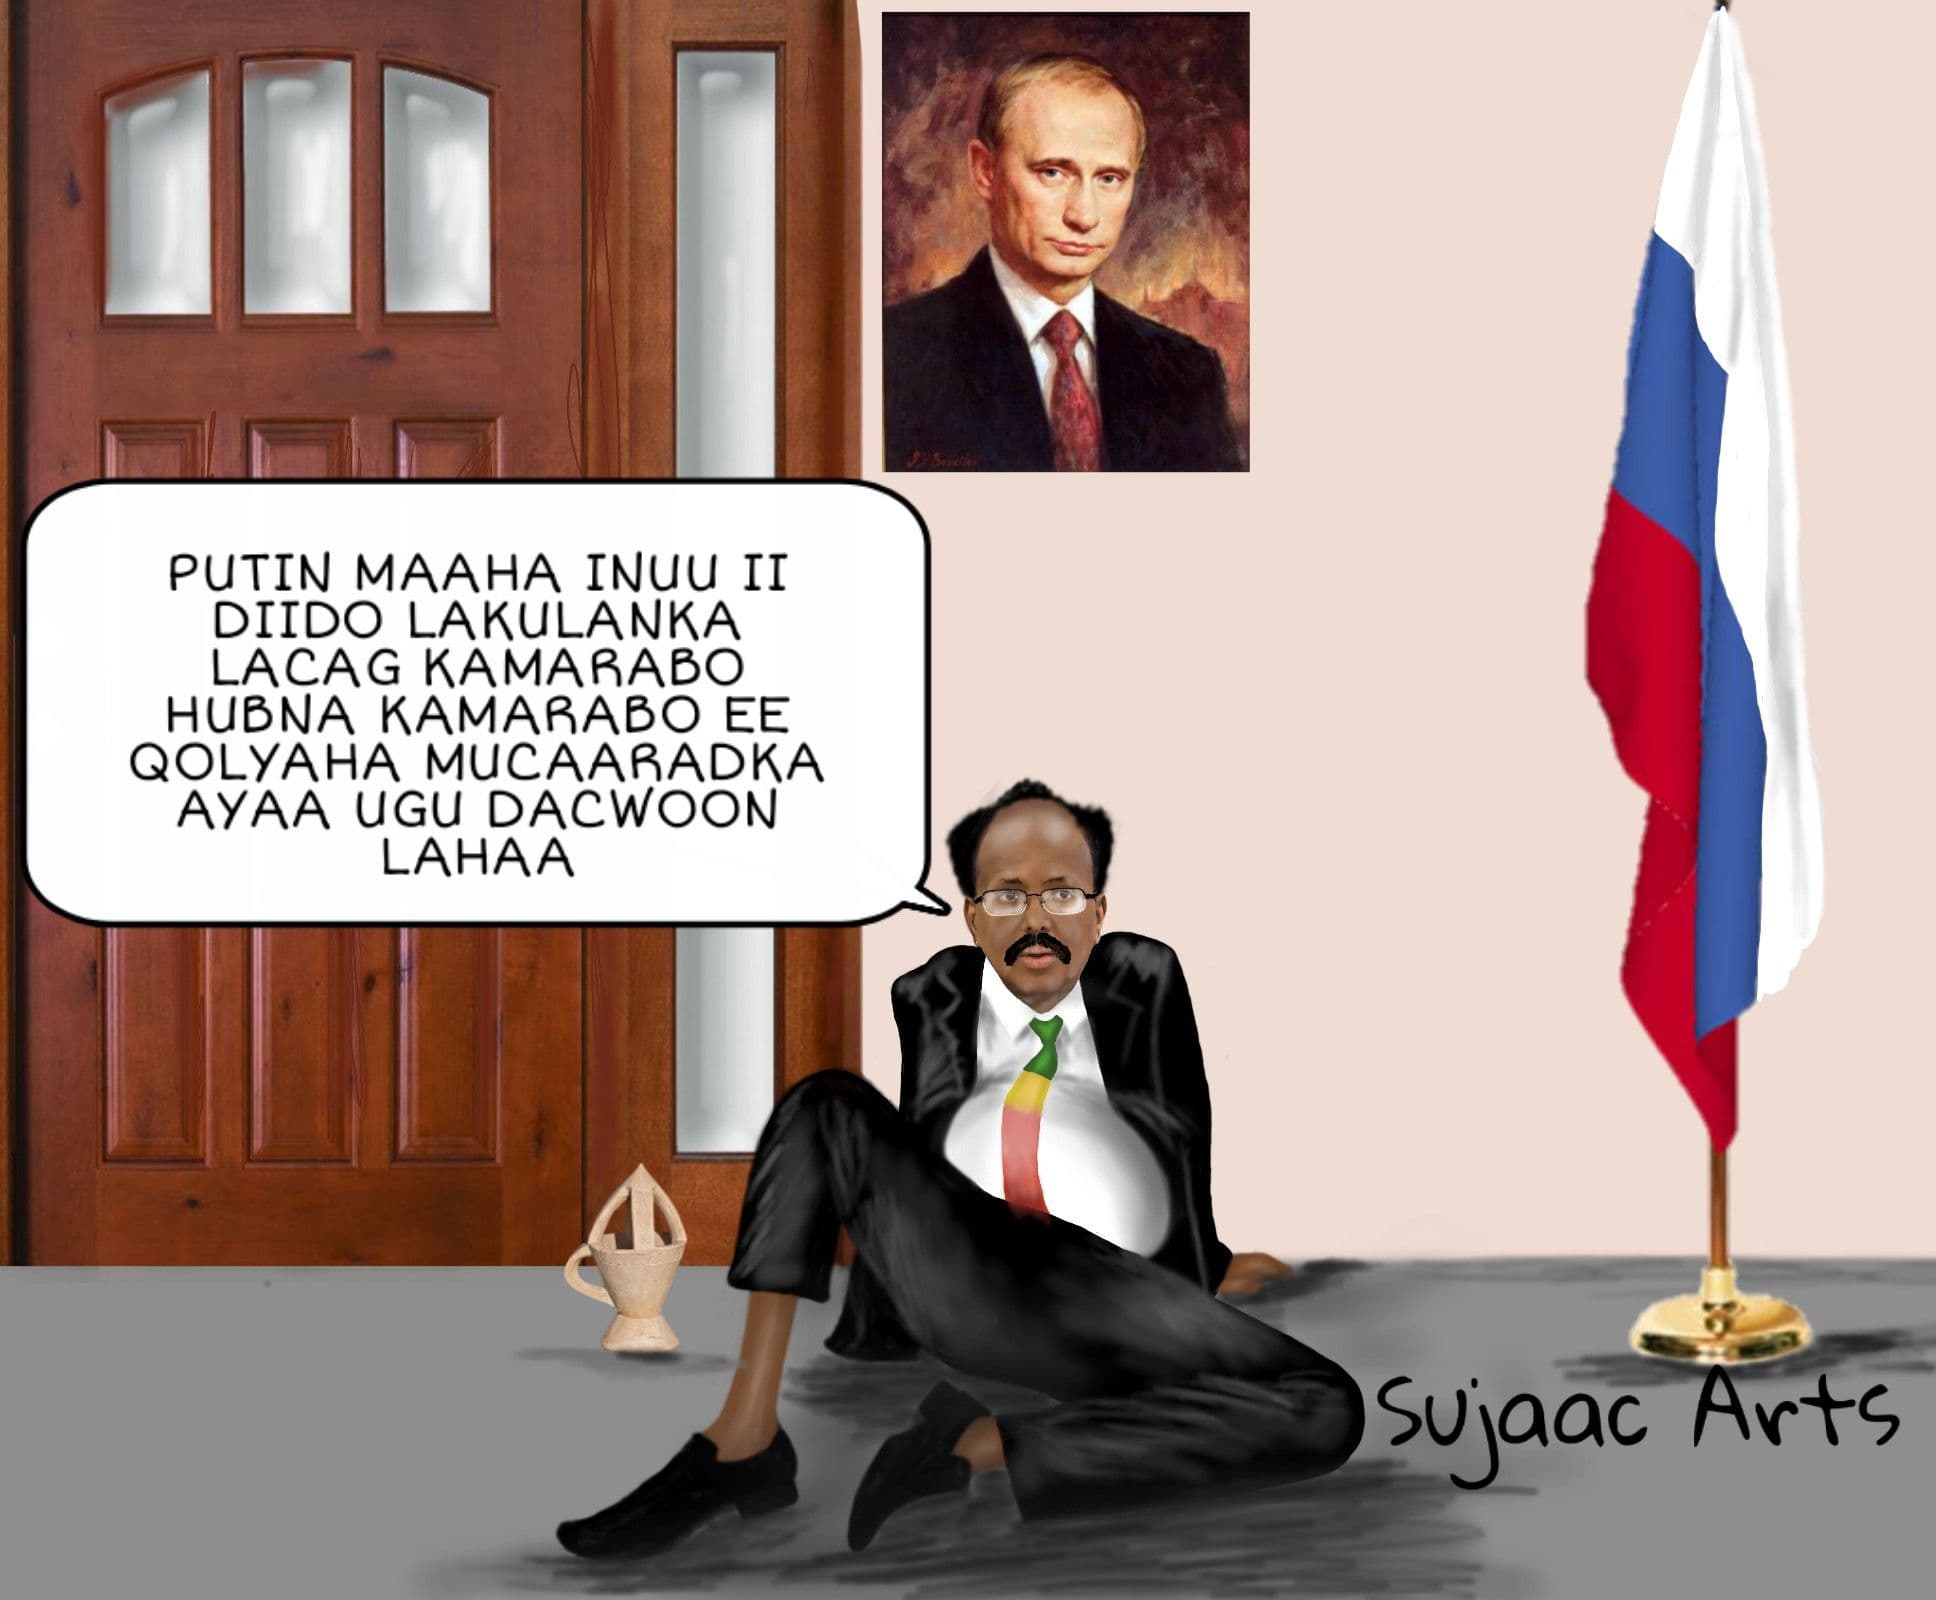 PUTIN MAAHA INUU II
DIIDO LAKULANKA
LACAG KAMARABO
HUBNA KAMARABO EE
QOLYAHA MUCAARADKA
AYAA UGU DACWOON
LAHAA
Sujaac Arts